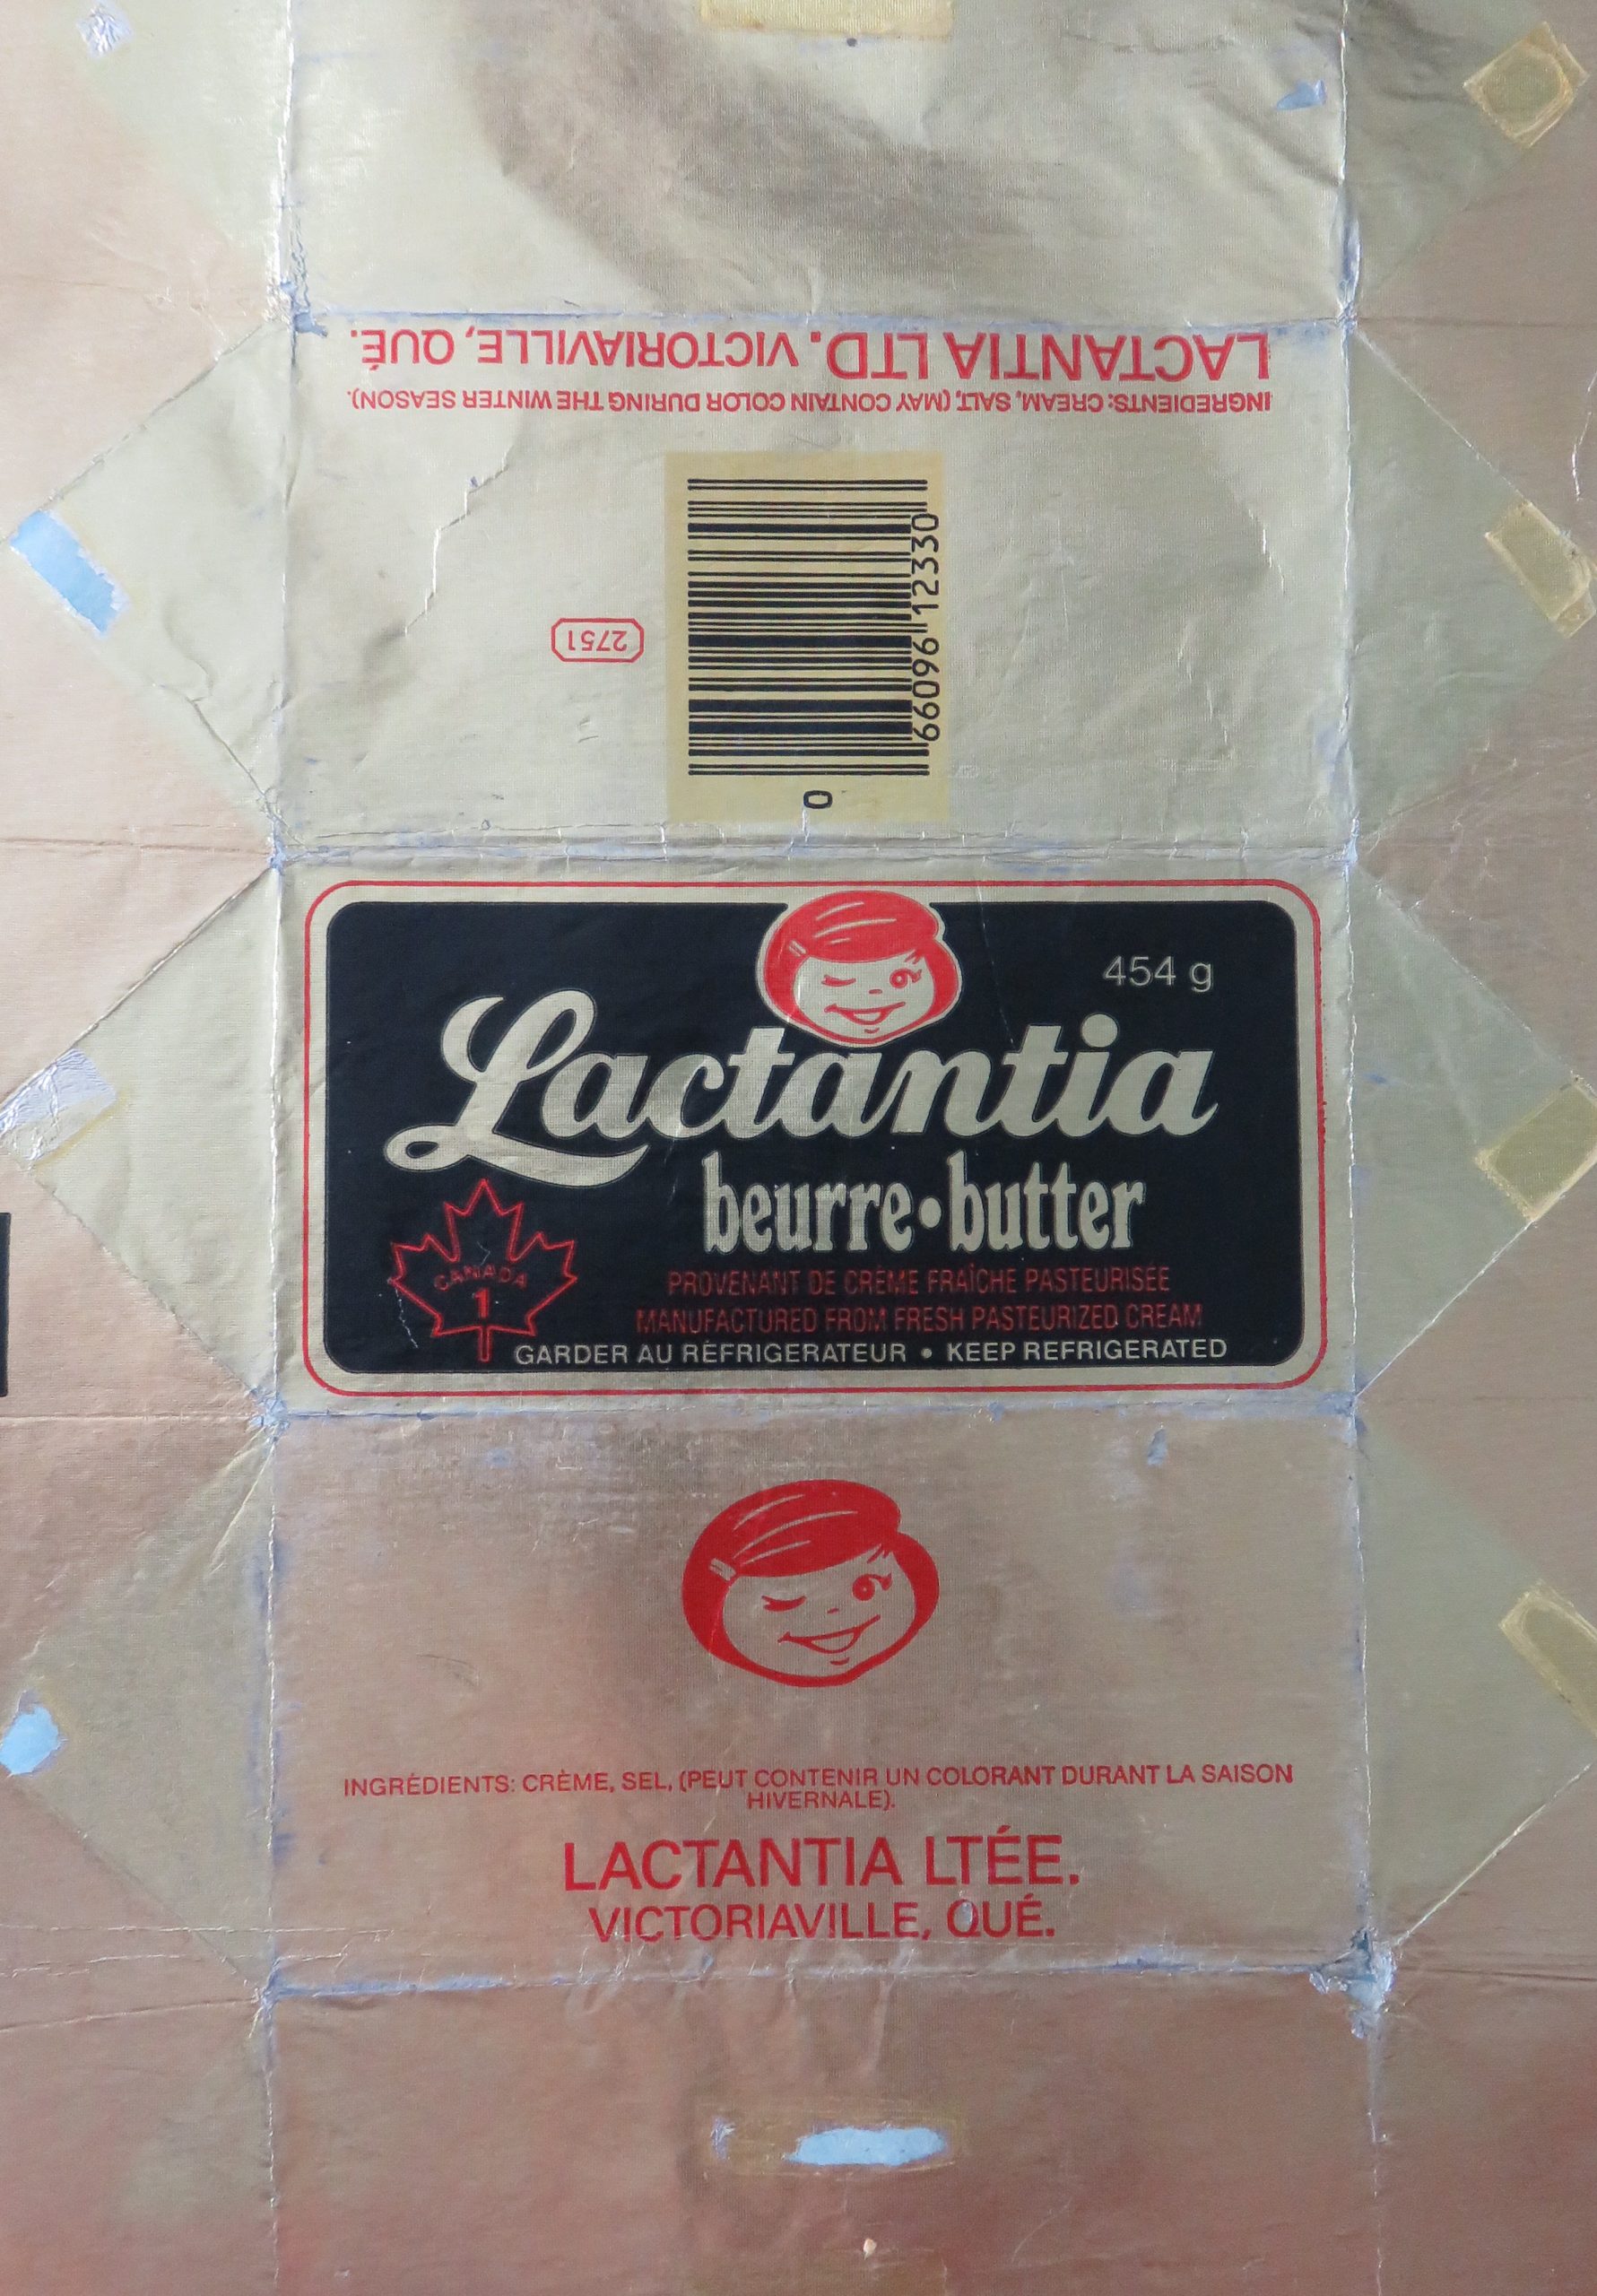 LACTANTIA LTD. VICTORIAVILLE, QUÉ.
INGREDIENTS: CREAM, SALT, (MAY CONTAIN COLOR DURING THE WINTER SEASON).
2751
0 66096 12330
454 g
Lactantia
beurre•butter
CANADA
1
PROVENANT DE CRÈME FRAÎCHE PASTEURISÉE
MANUFACTURED FROM FRESH PASTEURIZED CREAM
GARDER AU RÉFRIGERATEUR • KEEP REFRIGERATED
INGRÉDIENTS: CRÈME, SEL, (PEUT CONTENIR UN COLORANT DURANT LA SAISON
HIVERNALE).
LACTANTIA LTÉE.
VICTORIAVILLE, QUÉ.